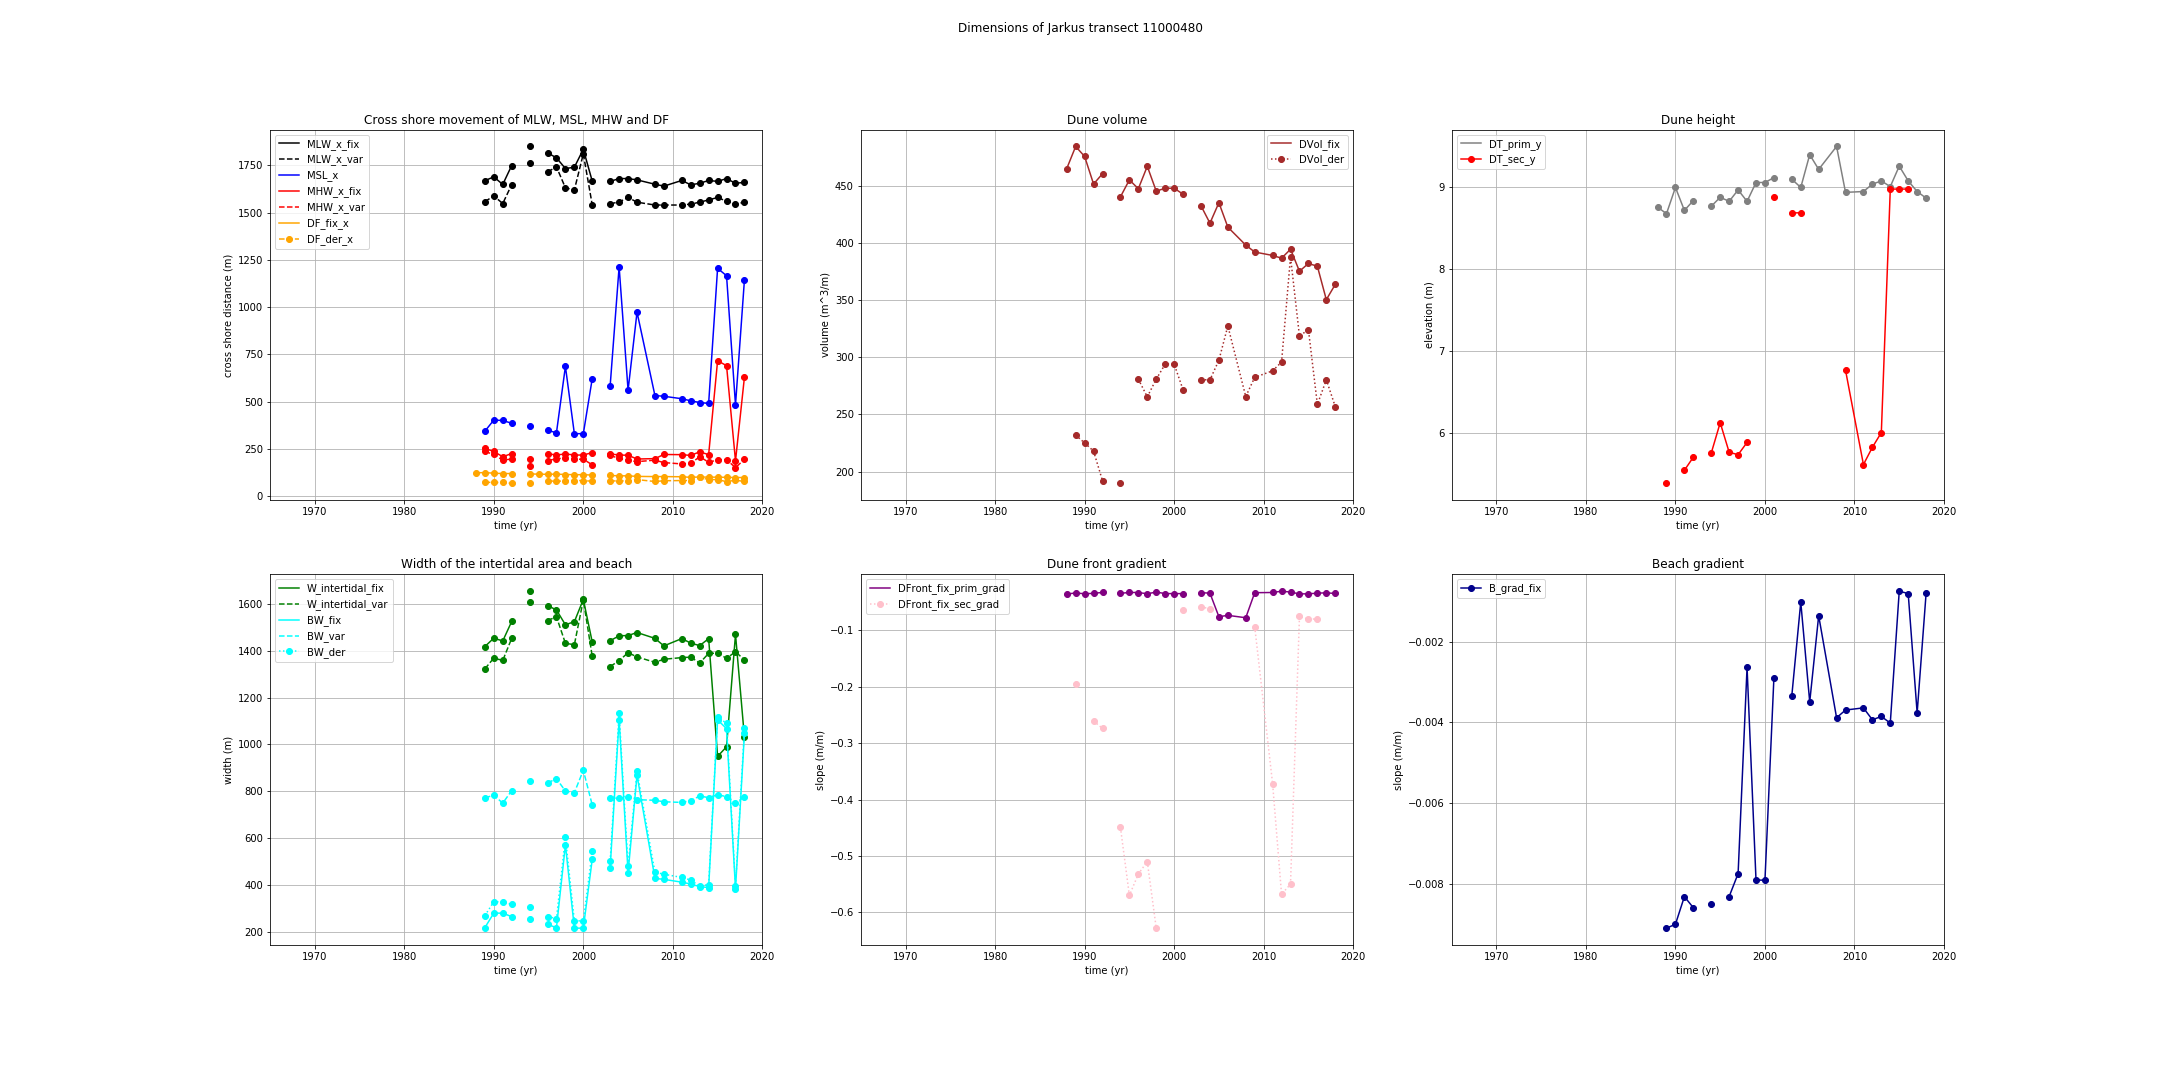 Dimensions of Jarkus transect 11000480
Cross shore movement of MLW, MSL, MHW and DF
MLW_x_fix
MLW_x_var
MSL_x
MHW_x_fix
MHW_x_var
DF_fix_x
DF_der_x
cross shore distance (m)
1750
1500
1250
1000
750
500
250
0
1970 1980 1990 2000 2010 2020
time (yr)
Dune volume
DVol_fix
DVol_der
volume (m^3/m)
450
400
350
300
250
200
1970 1980 1990 2000 2010 2020
time (yr)
Dune height
DT_prim_y
DT_sec_y
elevation (m)
9
8
7
6
1970 1980 1990 2000 2010 2020
time (yr)
Width of the intertidal area and beach
W_intertidal_fix
W_intertidal_var
BW_fix
BW_var
BW_der
width (m)
1600
1400
1200
1000
800
600
400
200
1970 1980 1990 2000 2010 2020
time (yr)
Dune front gradient
DFront_fix_prim_grad
DFront_fix_sec_grad
slope (m/m)
−0.1
−0.2
−0.3
−0.4
−0.5
−0.6
1970 1980 1990 2000 2010 2020
time (yr)
Beach gradient
B_grad_fix
slope (m/m)
−0.002
−0.004
−0.006
−0.008
1970 1980 1990 2000 2010 2020
time (yr)